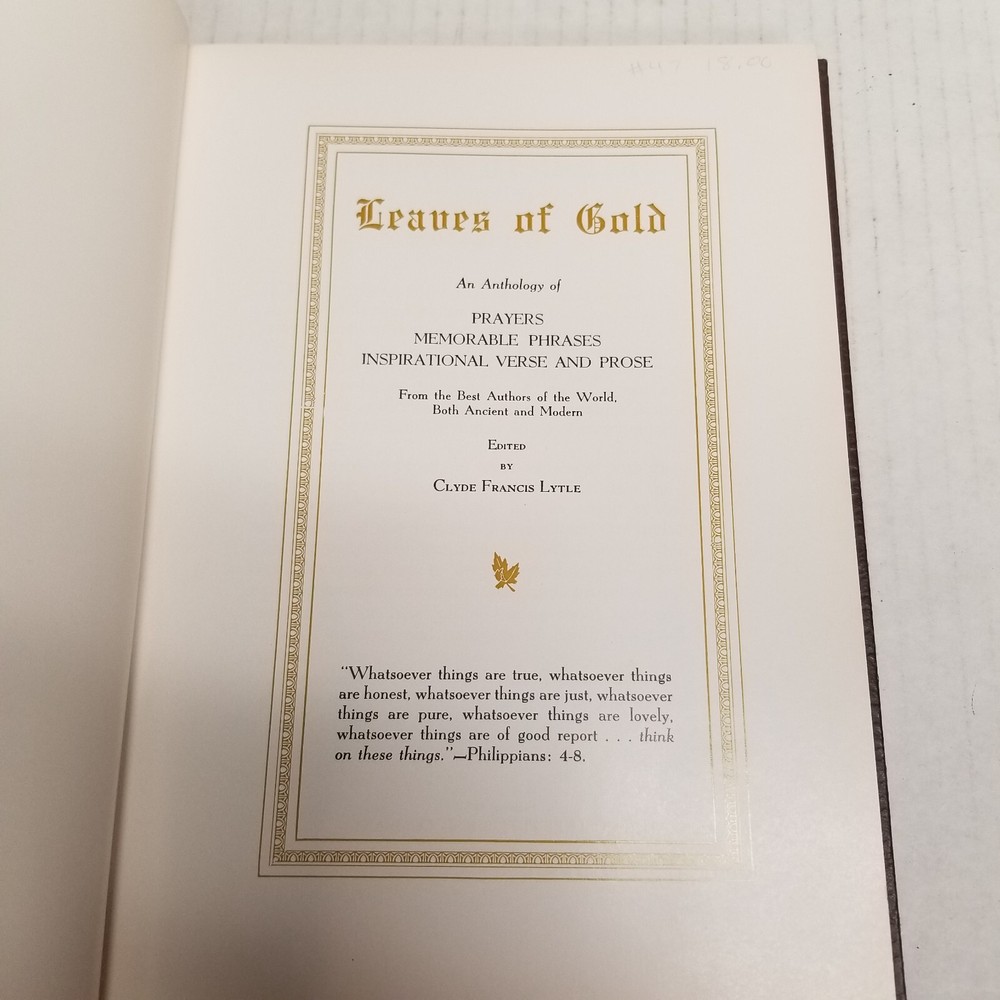 Leaves of Gold
An Anthology of
PRAYERS
MEMORABLE PHRASES
INSPIRATIONAL VERSE AND PROSE
From the Best Authors of the World,
Both Ancient and Modern
EDITED
BY
CLYDE FRANCIS LYTLE
"Whatsoever things are true, whatsoever things
are honest, whatsoever things are just, whatsoever
things are pure, whatsoever things are lovely,
whatsoever things are of good report . . . think
on these things."—Philippians: 4-8.